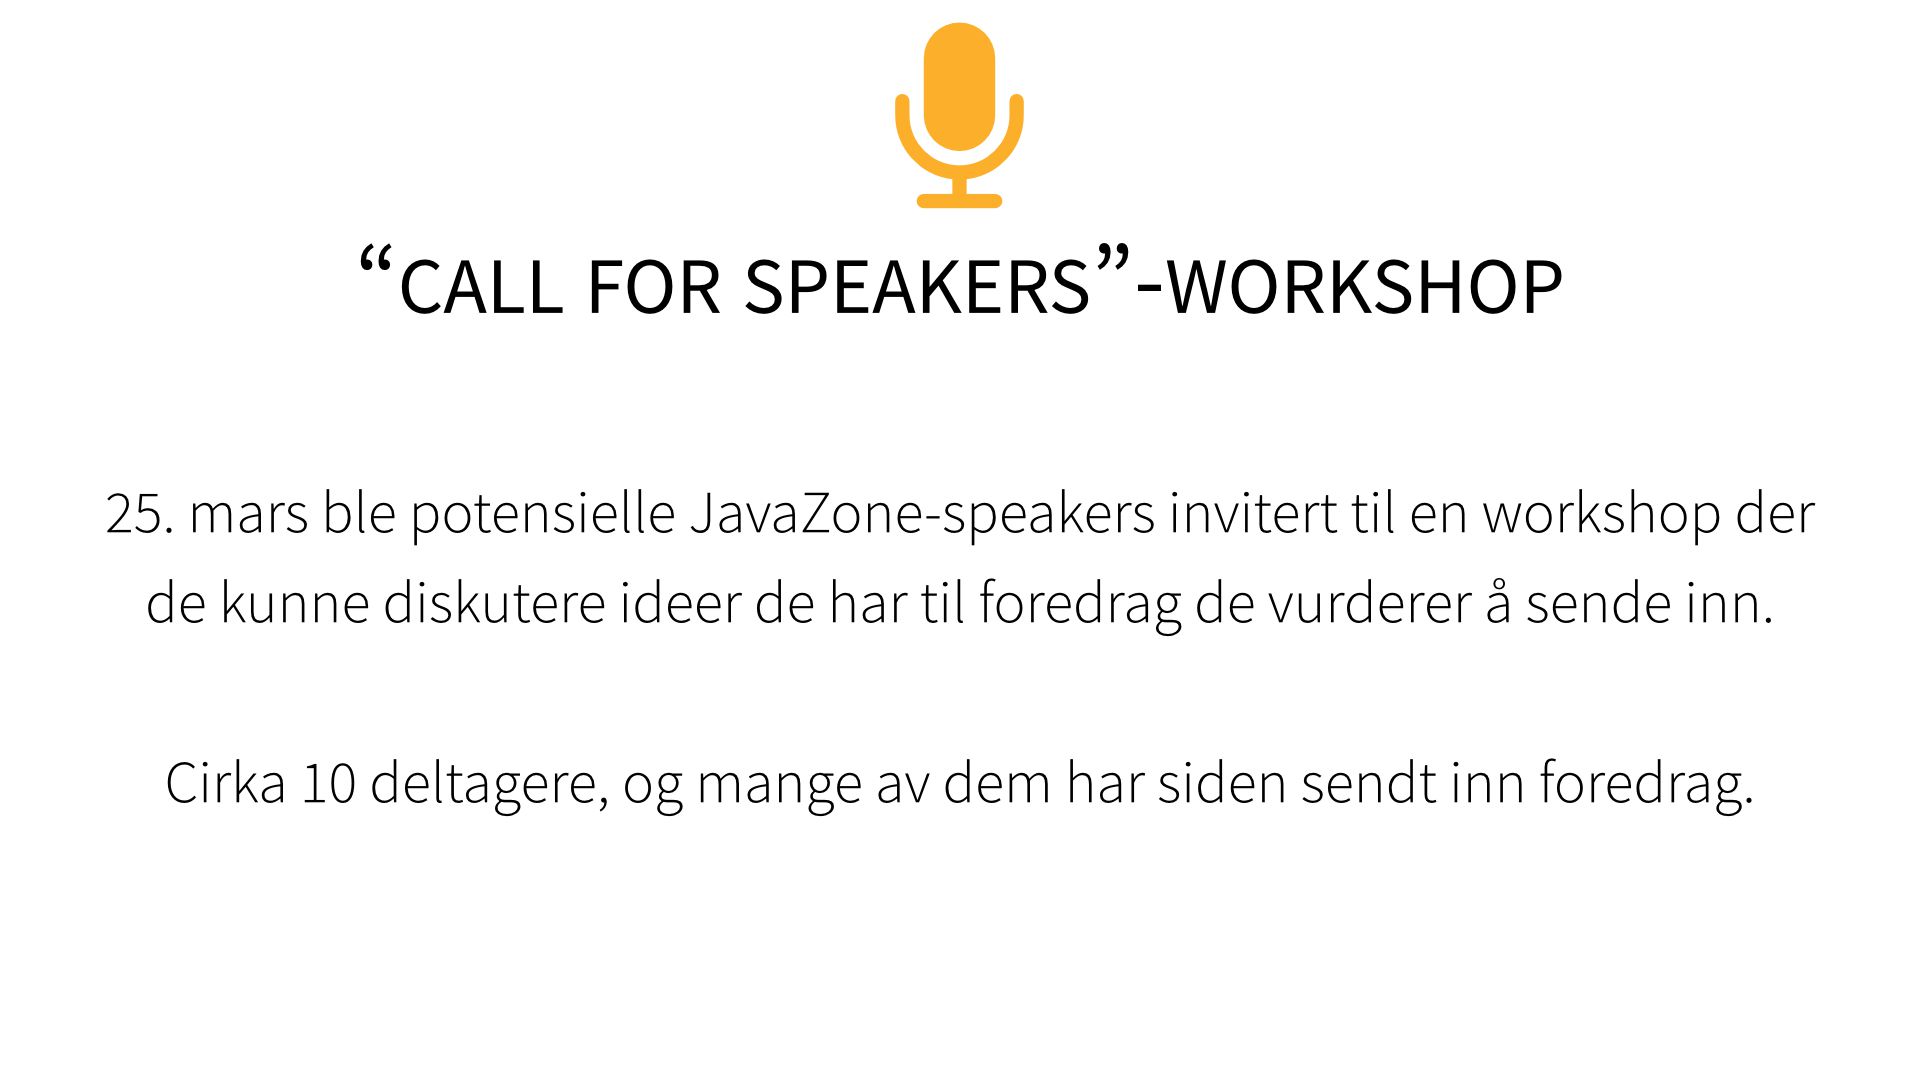 “CALL FOR SPEAKERS”-WORKSHOP
25. mars ble potensielle JavaZone-speakers invitert til en workshop der
de kunne diskutere ideer de har til foredrag de vurderer å sende inn.
Cirka 10 deltagere, og mange av dem har siden sendt inn foredrag.